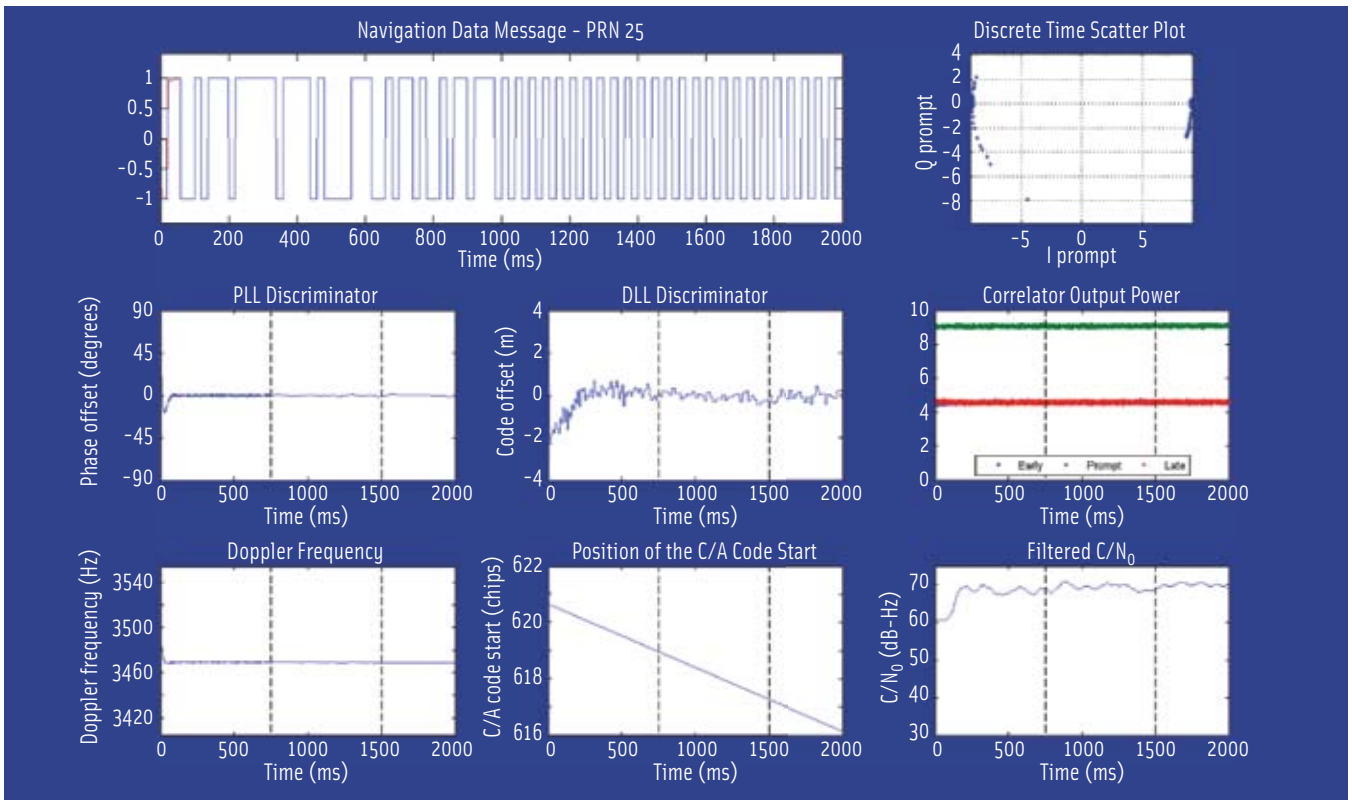 Navigation Data Message – PRN 25
1
0.5
0
-0.5
-1
0 200 400 600 800 1000 1200 1400 1600 1800 2000
Time (ms)
Discrete Time Scatter Plot
Q prompt
4
2
0
-2
-4
-6
-8
-5 0 5
I prompt
PLL Discriminator
Phase offset (degrees)
90
45
0
-45
-90
0 500 1000 1500 2000
Time (ms)
DLL Discriminator
Code offset (m)
4
2
0
-2
-4
0 500 1000 1500 2000
Time (ms)
Correlator Output Power
10
8
6
4
2
0
Early Prompt Late
0 500 1000 1500 2000
Time (ms)
Doppler Frequency
Doppler frequency (Hz)
3540
3500
3460
3420
0 500 1000 1500 2000
Time (ms)
Position of the C/A Code Start
C/A code start (chips)
622
620
618
616
0 500 1000 1500 2000
Time (ms)
Filtered C/N₀
C/N₀ (dB-Hz)
70
60
50
40
30
0 500 1000 1500 2000
Time (ms)